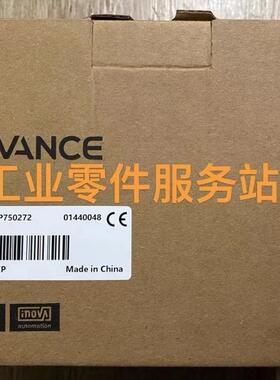 VANCE
工业零件服务站
P750272 01440048 CE
P Made in China
inova
automation